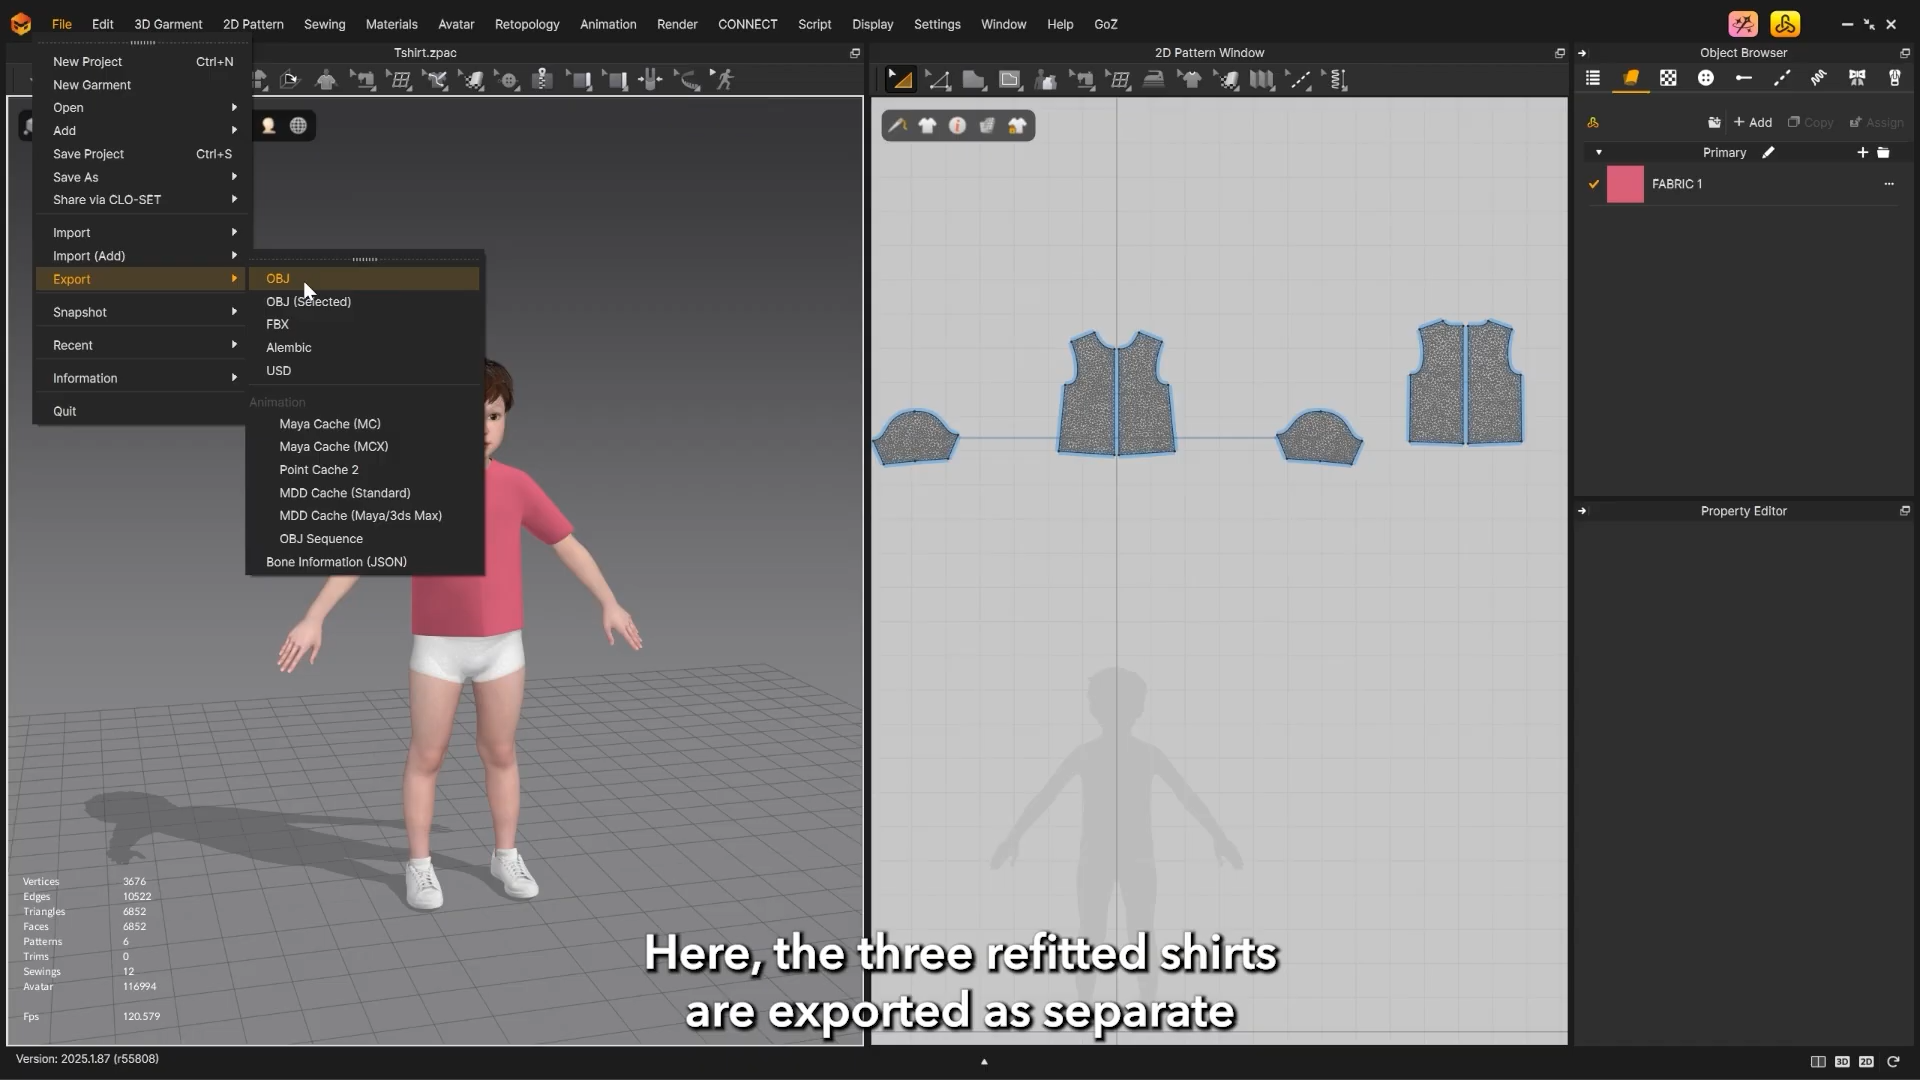 File Edit 3D Garment 2D Pattern Sewing Materials Avatar Retopology Animation Render CONNECT Script Display Settings Window Help GoZ
Tshirt.zpac
2D Pattern Window
Object Browser
New Project Ctrl+N
New Garment
Open
Add
Save Project Ctrl+S
Save As
Share via CLO-SET
Import
Import (Add)
Export
Snapshot
Recent
Information
Quit
OBJ
OBJ (Selected)
FBX
Alembic
USD
Animation
Maya Cache (MC)
Maya Cache (MCX)
Point Cache 2
MDD Cache (Standard)
MDD Cache (Maya/3ds Max)
OBJ Sequence
Bone Information (JSON)
+ Add Copy Assign
Primary
FABRIC 1
Property Editor
Vertices 3676
Edges 10522
Triangles 6852
Faces 6852
Patterns 6
Trims 0
Sewings 12
Avatar 116994
Fps 120.579
Here, the three refitted shirts
are exported as separate
Version: 2025.1.87 (r55808)
3D 2D